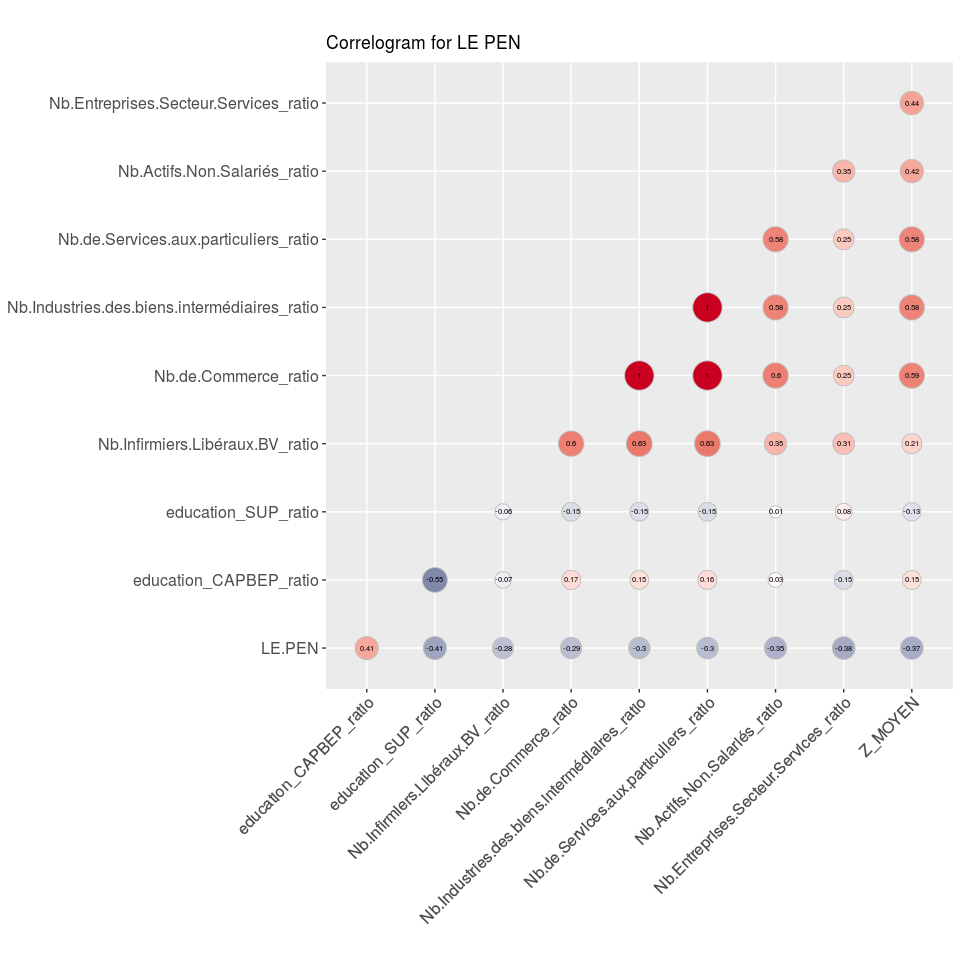 Correlogram for LE PEN
Nb.Entreprises.Secteur.Services_ratio
0.44
Nb.Actifs.Non.Salariés_ratio
0.35 0.42
Nb.de.Services.aux.particuliers_ratio
0.58 0.25 0.58
Nb.Industries.des.biens.intermédiaires_ratio
1 0.58 0.25 0.58
Nb.de.Commerce_ratio
1 1 0.6 0.25 0.59
Nb.Infirmiers.Libéraux.BV_ratio
0.6 0.63 0.63 0.35 0.31 0.21
education_SUP_ratio
-0.06 -0.15 -0.15 -0.15 0.01 0.08 -0.13
education_CAPBEP_ratio
-0.55 -0.07 0.17 0.15 0.16 0.03 -0.15 0.15
LE.PEN
0.41 -0.41 -0.28 -0.29 -0.3 -0.3 -0.35 -0.38 -0.37
education_CAPBEP_ratio
education_SUP_ratio
Nb.Infirmiers.Libéraux.BV_ratio
Nb.de.Commerce_ratio
Nb.Industries.des.biens.intermédiaires_ratio
Nb.de.Services.aux.particuliers_ratio
Nb.Actifs.Non.Salariés_ratio
Nb.Entreprises.Secteur.Services_ratio
Z_MOYEN